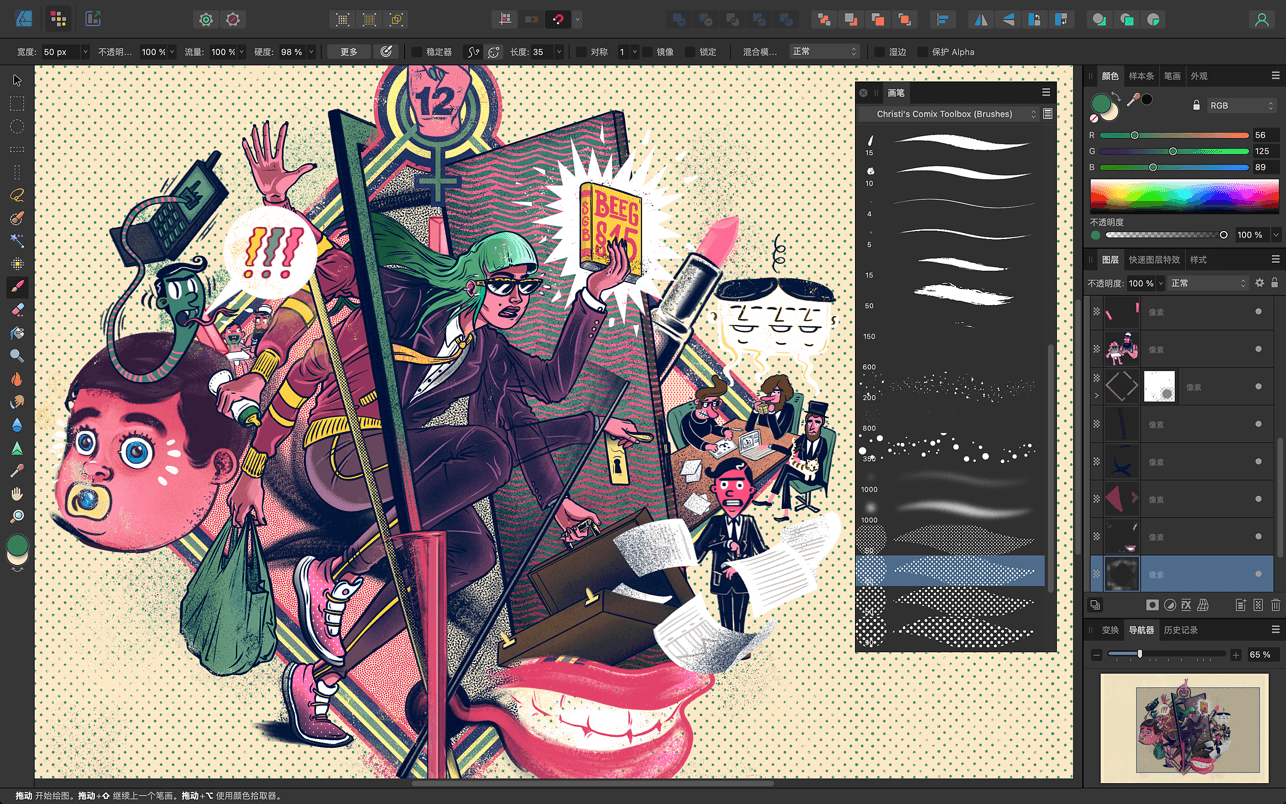 宽度: 50 px 不透明… 100 % 流量: 100 % 硬度: 98 % 更多 稳定器 长度: 35 对称 1 镜像 锁定 混合模… 正常 湿边 保护 Alpha
12
!!!
BEEG
845
画笔
Christi's Comix Toolbox (Brushes)
15
10
4
5
15
50
150
600
200
800
350
1000
1000
颜色 样本条 笔画 外观
RGB
R 56
G 125
B 89
不透明度
100 %
图层 快速图层特效 样式
不透明度: 100 % 正常
像素
像素
像素
像素
像素
像素
像素
像素
变换 导航器 历史记录
65 %
拖动 开始绘图。拖动+⇧ 继续上一个笔画。拖动+⌥ 使用颜色拾取器。